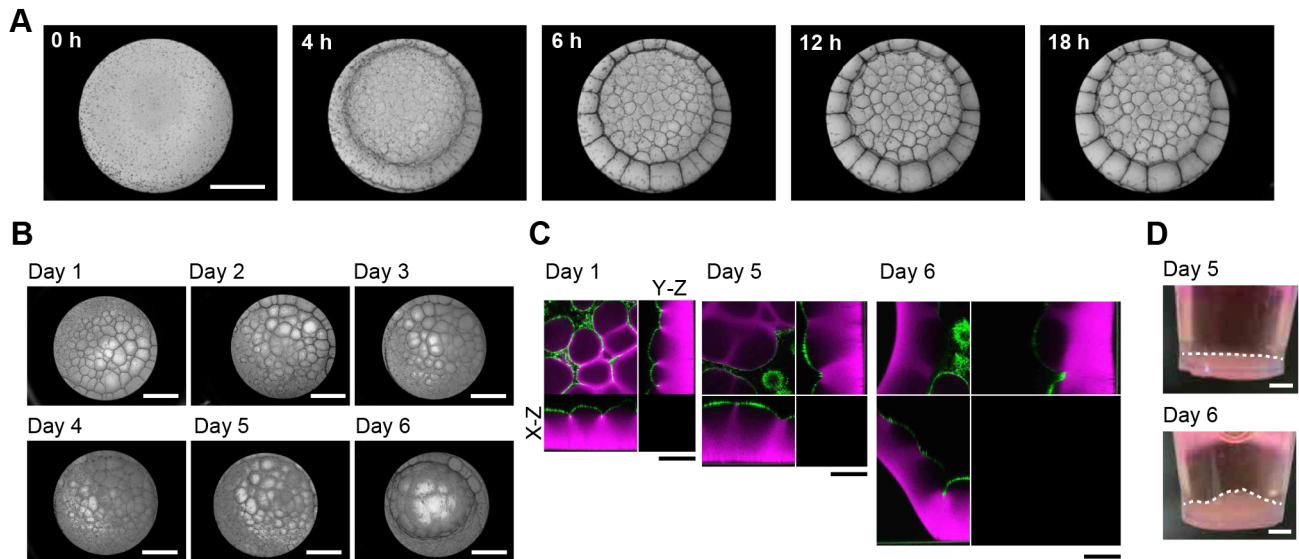 A
0 h
4 h
6 h
12 h
18 h
B
Day 1
Day 2
Day 3
Day 4
Day 5
Day 6
C
Day 1
Y-Z
X-Z
Day 5
Day 6
D
Day 5
Day 6